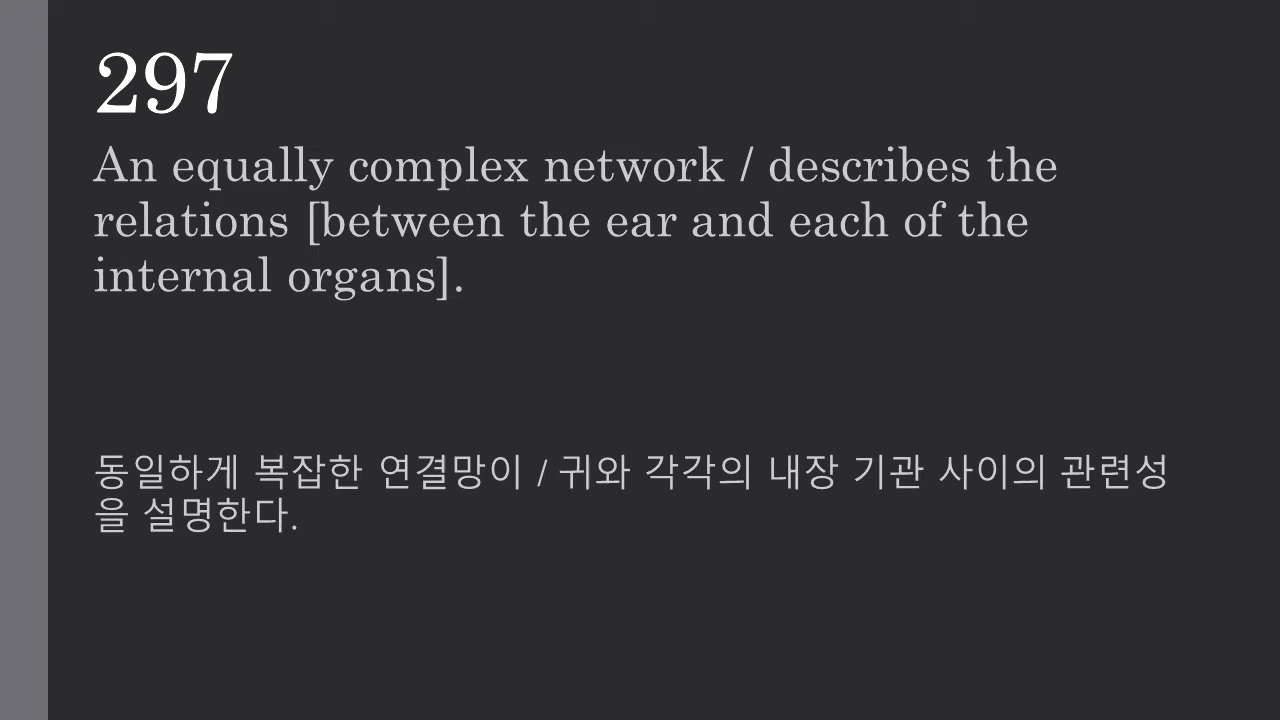 297
An equally complex network / describes the
relations [between the ear and each of the
internal organs].
동일하게 복잡한 연결망이 / 귀와 각각의 내장 기관 사이의 관련성
을 설명한다.